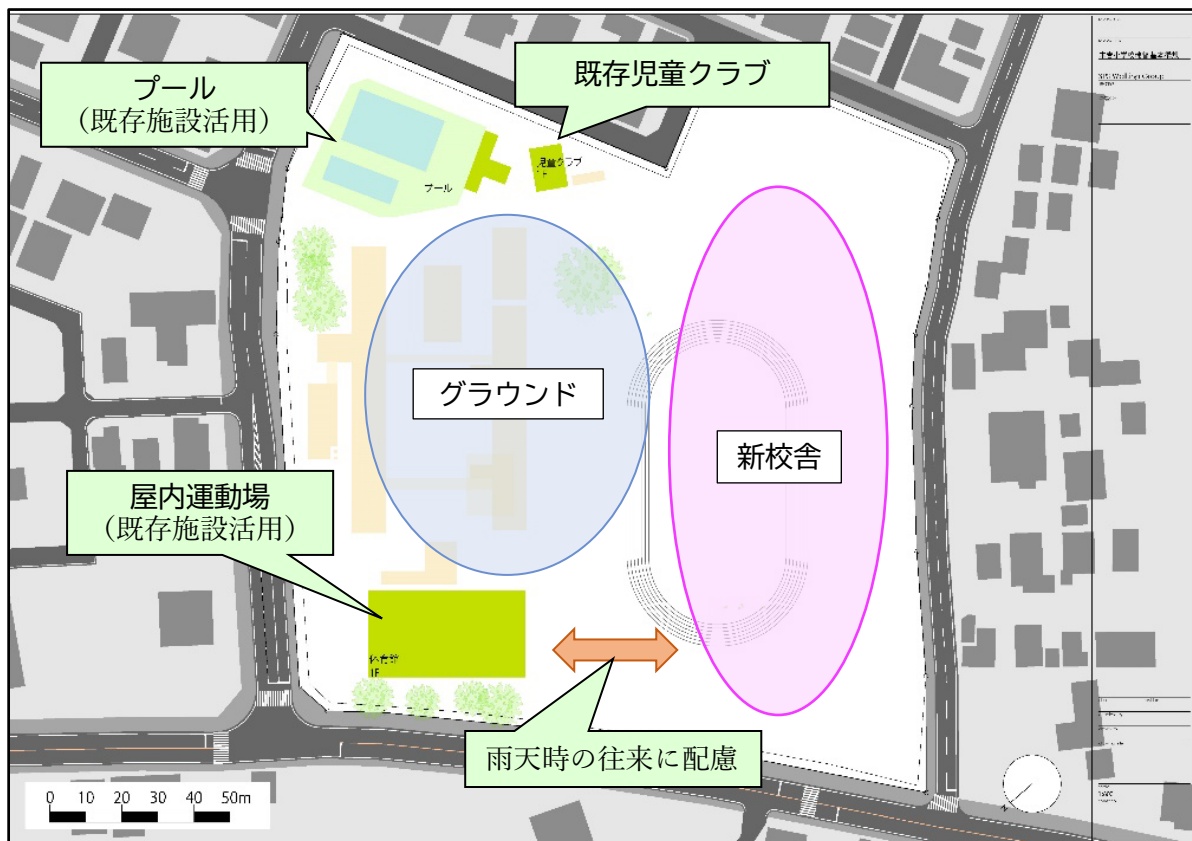 プール
（既存施設活用）
既存児童クラブ
児童クラブ
1F
プール
グラウンド
新校舎
屋内運動場
（既存施設活用）
体育館
1F
雨天時の往来に配慮
0 10 20 30 40 50m
N